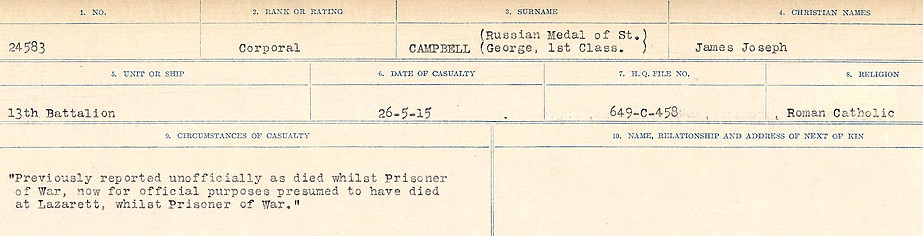 1. NO. 2. RANK OR RATING 3. SURNAME 4. CHRISTIAN NAMES
(Russian Medal of St.)
24583 Corporal CAMPBELL (George, 1st Class. ) James Joseph
5. UNIT OR SHIP 6. DATE OF CASUALTY 7. H. Q. FILE NO. 8. RELIGION
13th Battalion 26-5-15 649-C-458 Roman Catholic
9. CIRCUMSTANCES OF CASUALTY 10. NAME, RELATIONSHIP AND ADDRESS OF NEXT OF KIN
"Previously reported unofficially as died whilst Prisoner
of War, now for official purposes presumed to have died
at Lazarett, whilst Prisoner of War."